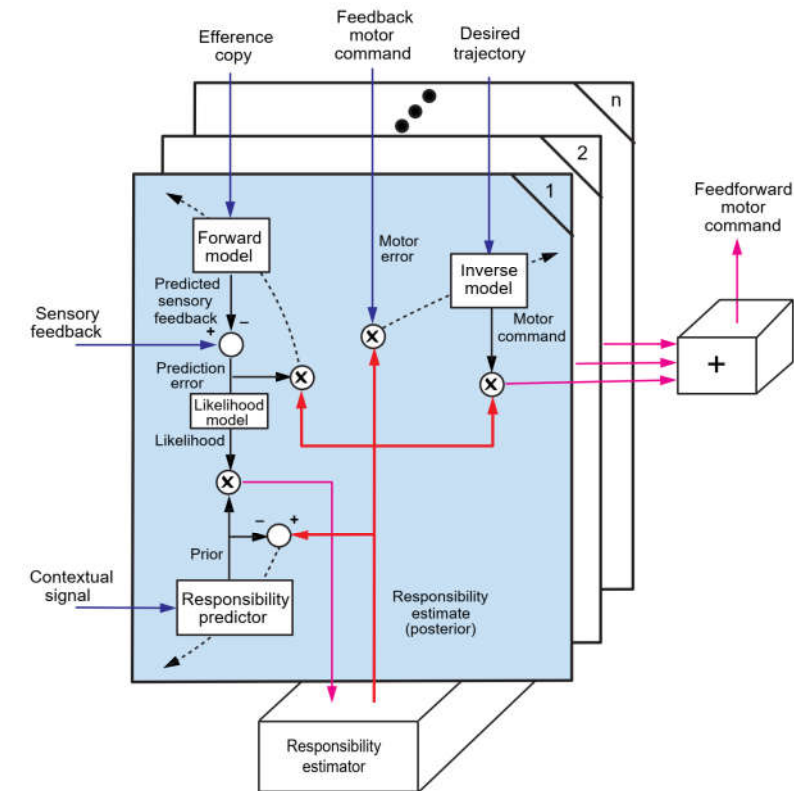 Efference
copy
Feedback
motor
command
Desired
trajectory
n
2
1
Feedforward
motor
command
Forward
model
Motor
error
Inverse
model
Predicted
sensory
feedback
–
+
Sensory
feedback
Motor
command
x
+
Prediction
error
x
x
Likelihood
model
Likelihood
x
–
+
Prior
Contextual
signal
Responsibility
predictor
Responsibility
estimate
(posterior)
Responsibility
estimator